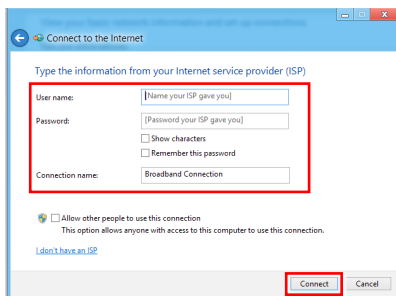 View your basic network information and set up connections
Connect to the Internet
Type the information from your Internet service provider (ISP)
User name:
[Name your ISP gave you]
Password:
[Password your ISP gave you]
Show characters
Remember this password
Connection name:
Broadband Connection
Allow other people to use this connection
This option allows anyone with access to this computer to use this connection.
I don't have an ISP
Connect
Cancel